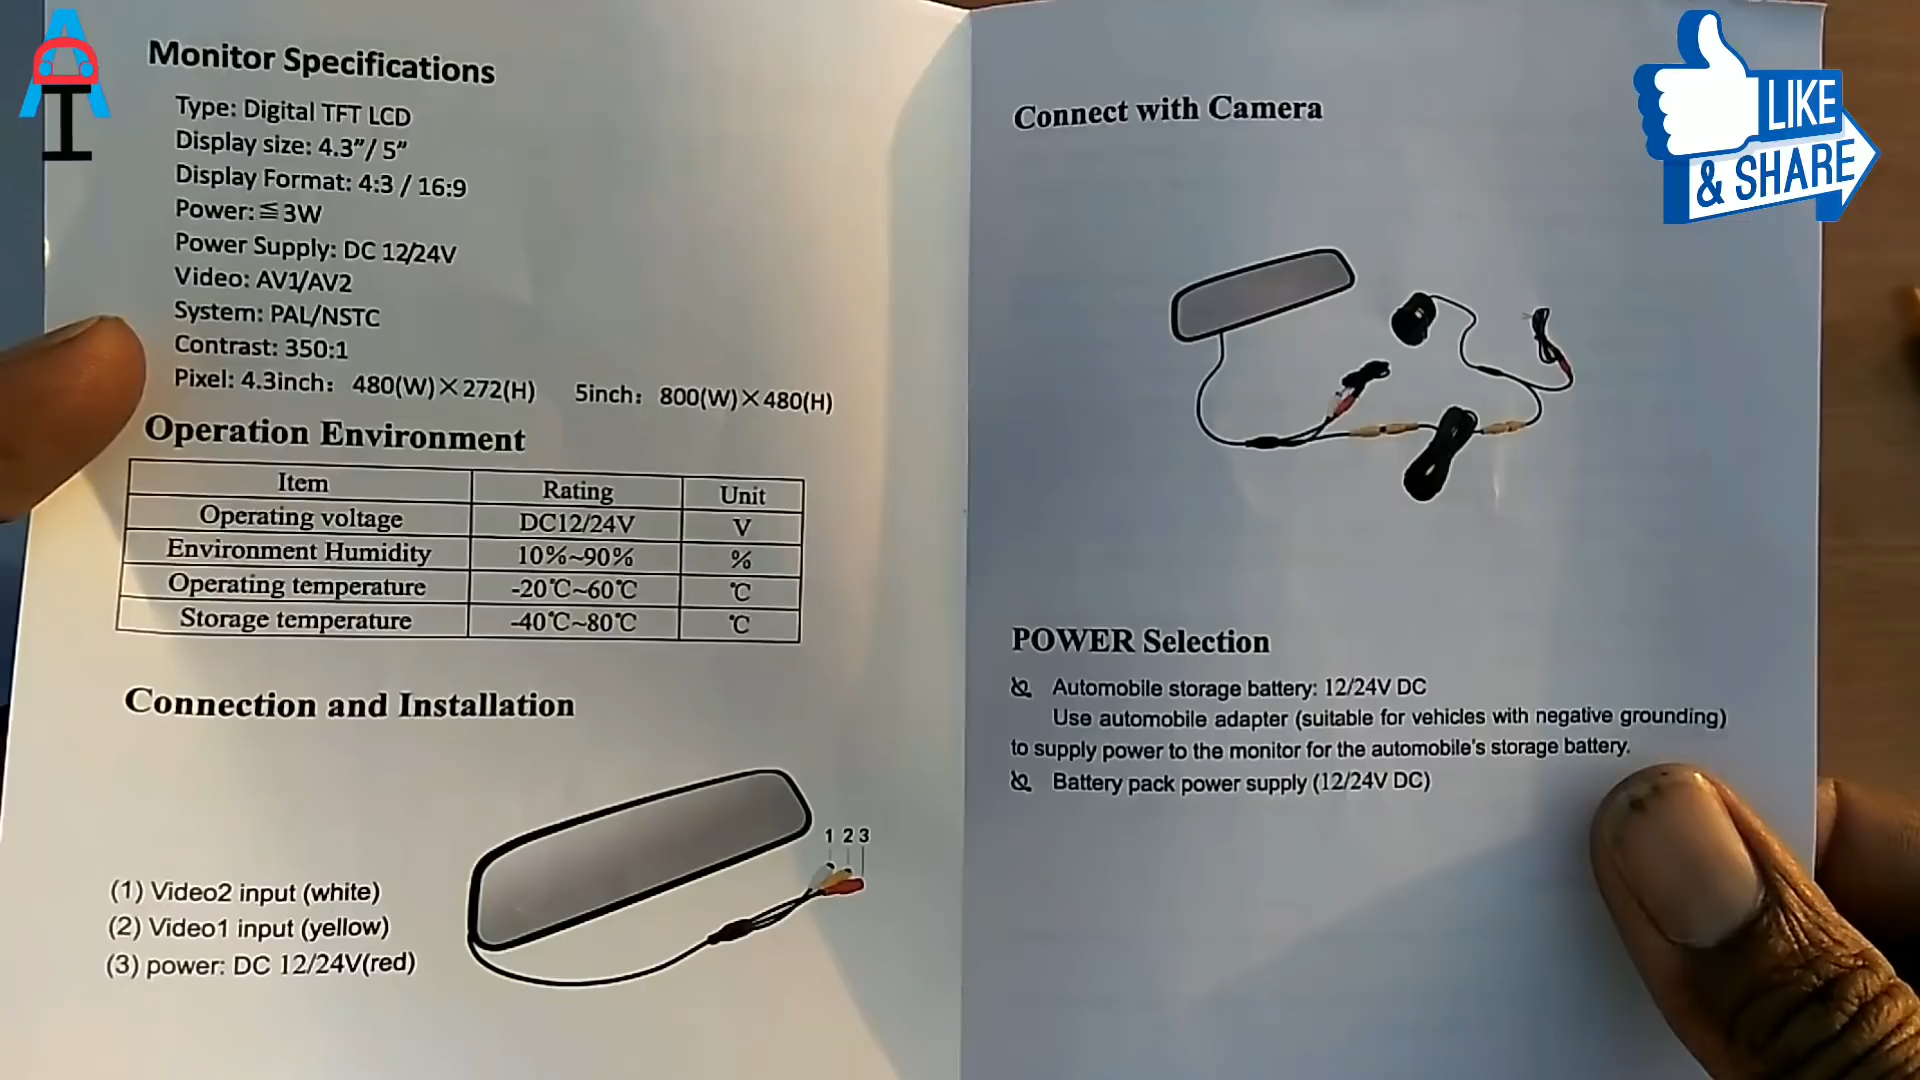 Monitor Specifications
Type: Digital TFT LCD
Display size: 4.3”/ 5”
Display Format: 4:3 / 16:9
Power: ≦3W
Power Supply: DC 12/24V
Video: AV1/AV2
System: PAL/NSTC
Contrast: 350:1
Pixel: 4.3inch: 480(W)×272(H) 5inch: 800(W)×480(H)
Operation Environment
Item Rating Unit
Operating voltage DC12/24V V
Environment Humidity 10%~90% %
Operating temperature -20℃~60℃ ℃
Storage temperature -40℃~80℃ ℃
Connection and Installation
1 2 3
(1) Video2 input (white)
(2) Video1 input (yellow)
(3) power: DC 12/24V(red)
Connect with Camera
POWER Selection
Automobile storage battery: 12/24V DC
Use automobile adapter (suitable for vehicles with negative grounding)
to supply power to the monitor for the automobile's storage battery.
Battery pack power supply (12/24V DC)
LIKE
& SHARE